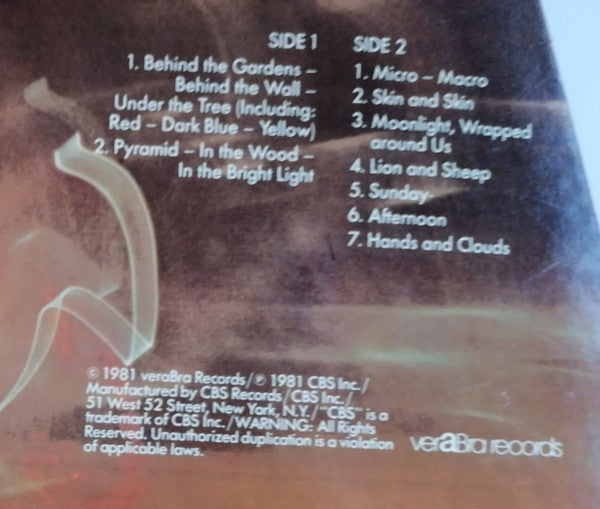 SIDE 1
1. Behind the Gardens –
Behind the Wall –
Under the Tree (Including:
Red – Dark Blue – Yellow)
2. Pyramid – In the Wood –
In the Bright Light
SIDE 2
1. Micro – Macro
2. Skin and Skin
3. Moonlight, Wrapped
around Us
4. Lion and Sheep
5. Sunday
6. Afternoon
7. Hands and Clouds
© 1981 veraBra Records/℗ 1981 CBS Inc./
Manufactured by CBS Records/CBS Inc./
51 West 52 Street, New York, N.Y./"CBS" is a
trademark of CBS Inc./WARNING: All Rights
Reserved. Unauthorized duplication is a violation
of applicable laws.
veraBra records